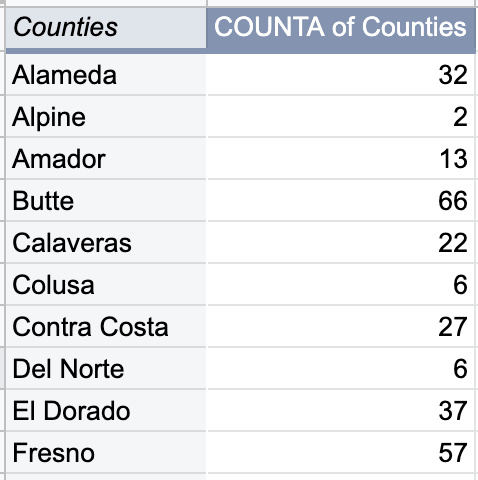 Counties COUNTA of Counties
Alameda 32
Alpine 2
Amador 13
Butte 66
Calaveras 22
Colusa 6
Contra Costa 27
Del Norte 6
El Dorado 37
Fresno 57